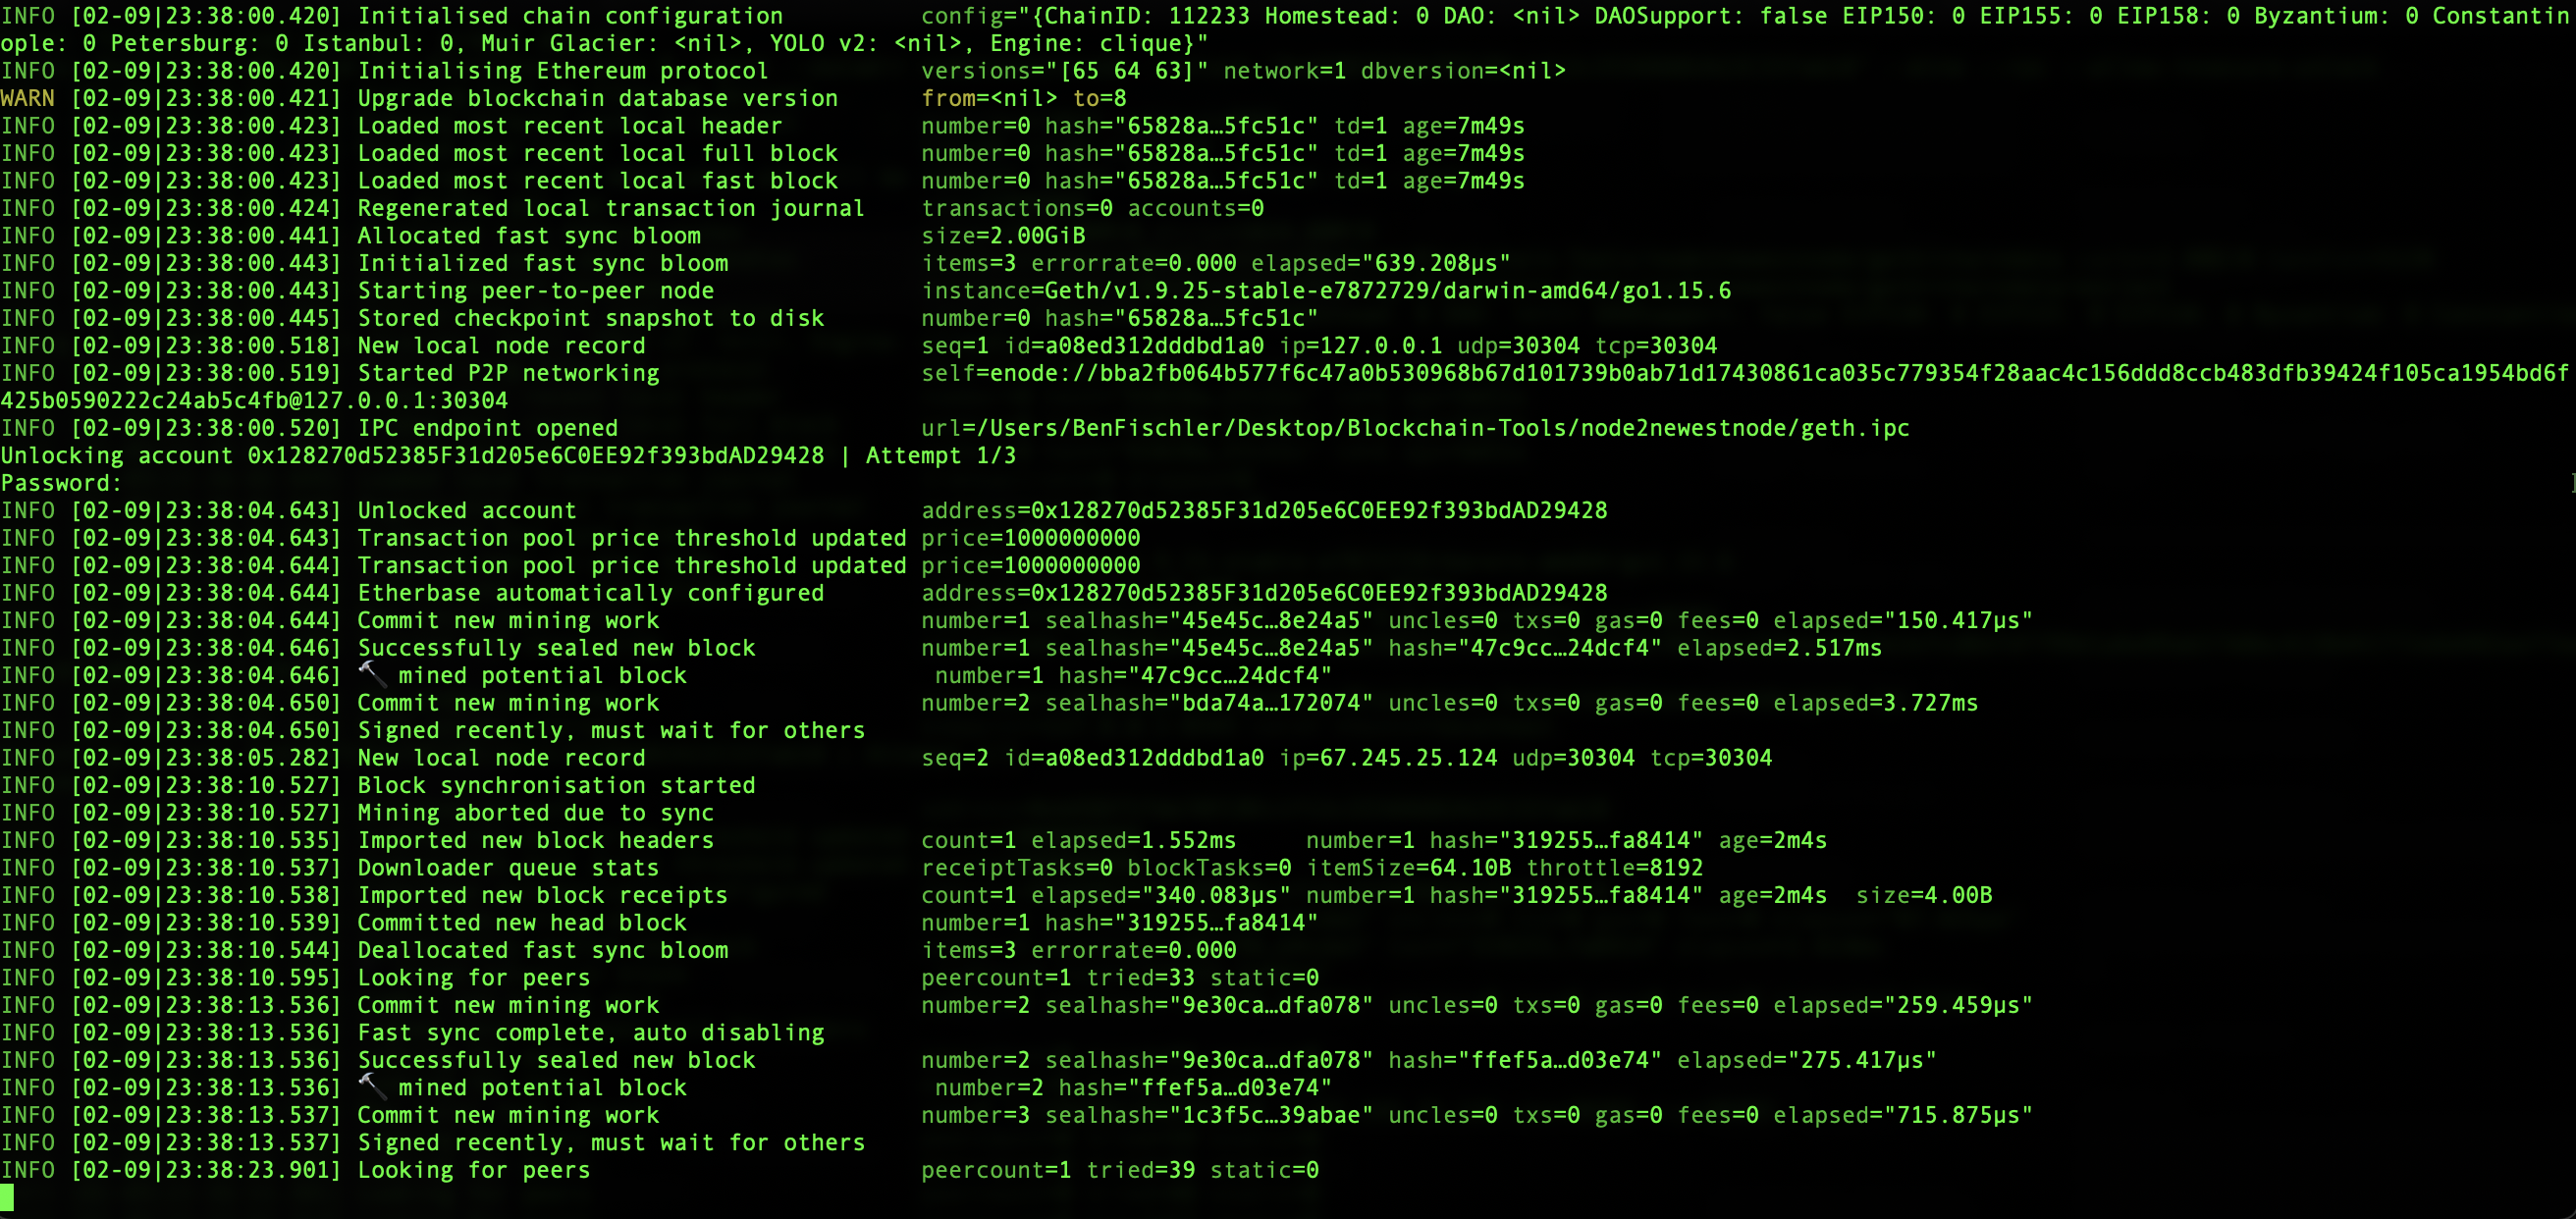 INFO [02-09|23:38:00.420] Initialised chain configuration          config="{ChainID: 112233 Homestead: 0 DAO: <nil> DAOSupport: false EIP150: 0 EIP155: 0 EIP158: 0 Byzantium: 0 Constantin
ople: 0 Petersburg: 0 Istanbul: 0, Muir Glacier: <nil>, YOLO v2: <nil>, Engine: clique}"
INFO [02-09|23:38:00.420] Initialising Ethereum protocol           versions="[65 64 63]" network=1 dbversion=<nil>
WARN [02-09|23:38:00.421] Upgrade blockchain database version      from=<nil> to=8
INFO [02-09|23:38:00.423] Loaded most recent local header          number=0 hash="65828a…5fc51c" td=1 age=7m49s
INFO [02-09|23:38:00.423] Loaded most recent local full block      number=0 hash="65828a…5fc51c" td=1 age=7m49s
INFO [02-09|23:38:00.423] Loaded most recent local fast block      number=0 hash="65828a…5fc51c" td=1 age=7m49s
INFO [02-09|23:38:00.424] Regenerated local transaction journal    transactions=0 accounts=0
INFO [02-09|23:38:00.441] Allocated fast sync bloom                size=2.00GiB
INFO [02-09|23:38:00.443] Initialized fast sync bloom              items=3 errorrate=0.000 elapsed="639.208µs"
INFO [02-09|23:38:00.443] Starting peer-to-peer node               instance=Geth/v1.9.25-stable-e7872729/darwin-amd64/go1.15.6
INFO [02-09|23:38:00.445] Stored checkpoint snapshot to disk       number=0 hash="65828a…5fc51c"
INFO [02-09|23:38:00.518] New local node record                    seq=1 id=a08ed312dddbd1a0 ip=127.0.0.1 udp=30304 tcp=30304
INFO [02-09|23:38:00.519] Started P2P networking                   self=enode://bba2fb064b577f6c47a0b530968b67d101739b0ab71d17430861ca035c779354f28aac4c156ddd8ccb483dfb39424f105ca1954bd6f
425b0590222c24ab5c4fb@127.0.0.1:30304
INFO [02-09|23:38:00.520] IPC endpoint opened                      url=/Users/BenFischler/Desktop/Blockchain-Tools/node2newestnode/geth.ipc
Unlocking account 0x128270d52385F31d205e6C0EE92f393bdAD29428 | Attempt 1/3
Password:
INFO [02-09|23:38:04.643] Unlocked account                         address=0x128270d52385F31d205e6C0EE92f393bdAD29428
INFO [02-09|23:38:04.643] Transaction pool price threshold updated price=1000000000
INFO [02-09|23:38:04.644] Transaction pool price threshold updated price=1000000000
INFO [02-09|23:38:04.644] Etherbase automatically configured       address=0x128270d52385F31d205e6C0EE92f393bdAD29428
INFO [02-09|23:38:04.644] Commit new mining work                   number=1 sealhash="45e45c…8e24a5" uncles=0 txs=0 gas=0 fees=0 elapsed="150.417µs"
INFO [02-09|23:38:04.646] Successfully sealed new block            number=1 sealhash="45e45c…8e24a5" hash="47c9cc…24dcf4" elapsed=2.517ms
INFO [02-09|23:38:04.646] 🔨 mined potential block                  number=1 hash="47c9cc…24dcf4"
INFO [02-09|23:38:04.650] Commit new mining work                   number=2 sealhash="bda74a…172074" uncles=0 txs=0 gas=0 fees=0 elapsed=3.727ms
INFO [02-09|23:38:04.650] Signed recently, must wait for others
INFO [02-09|23:38:05.282] New local node record                    seq=2 id=a08ed312dddbd1a0 ip=67.245.25.124 udp=30304 tcp=30304
INFO [02-09|23:38:10.527] Block synchronisation started
INFO [02-09|23:38:10.527] Mining aborted due to sync
INFO [02-09|23:38:10.535] Imported new block headers               count=1 elapsed=1.552ms     number=1 hash="319255…fa8414" age=2m4s
INFO [02-09|23:38:10.537] Downloader queue stats                   receiptTasks=0 blockTasks=0 itemSize=64.10B throttle=8192
INFO [02-09|23:38:10.538] Imported new block receipts              count=1 elapsed="340.083µs" number=1 hash="319255…fa8414" age=2m4s  size=4.00B
INFO [02-09|23:38:10.539] Committed new head block                 number=1 hash="319255…fa8414"
INFO [02-09|23:38:10.544] Deallocated fast sync bloom              items=3 errorrate=0.000
INFO [02-09|23:38:10.595] Looking for peers                        peercount=1 tried=33 static=0
INFO [02-09|23:38:13.536] Commit new mining work                   number=2 sealhash="9e30ca…dfa078" uncles=0 txs=0 gas=0 fees=0 elapsed="259.459µs"
INFO [02-09|23:38:13.536] Fast sync complete, auto disabling
INFO [02-09|23:38:13.536] Successfully sealed new block            number=2 sealhash="9e30ca…dfa078" hash="ffef5a…d03e74" elapsed="275.417µs"
INFO [02-09|23:38:13.536] 🔨 mined potential block                  number=2 hash="ffef5a…d03e74"
INFO [02-09|23:38:13.537] Commit new mining work                   number=3 sealhash="1c3f5c…39abae" uncles=0 txs=0 gas=0 fees=0 elapsed="715.875µs"
INFO [02-09|23:38:13.537] Signed recently, must wait for others
INFO [02-09|23:38:23.901] Looking for peers                        peercount=1 tried=39 static=0